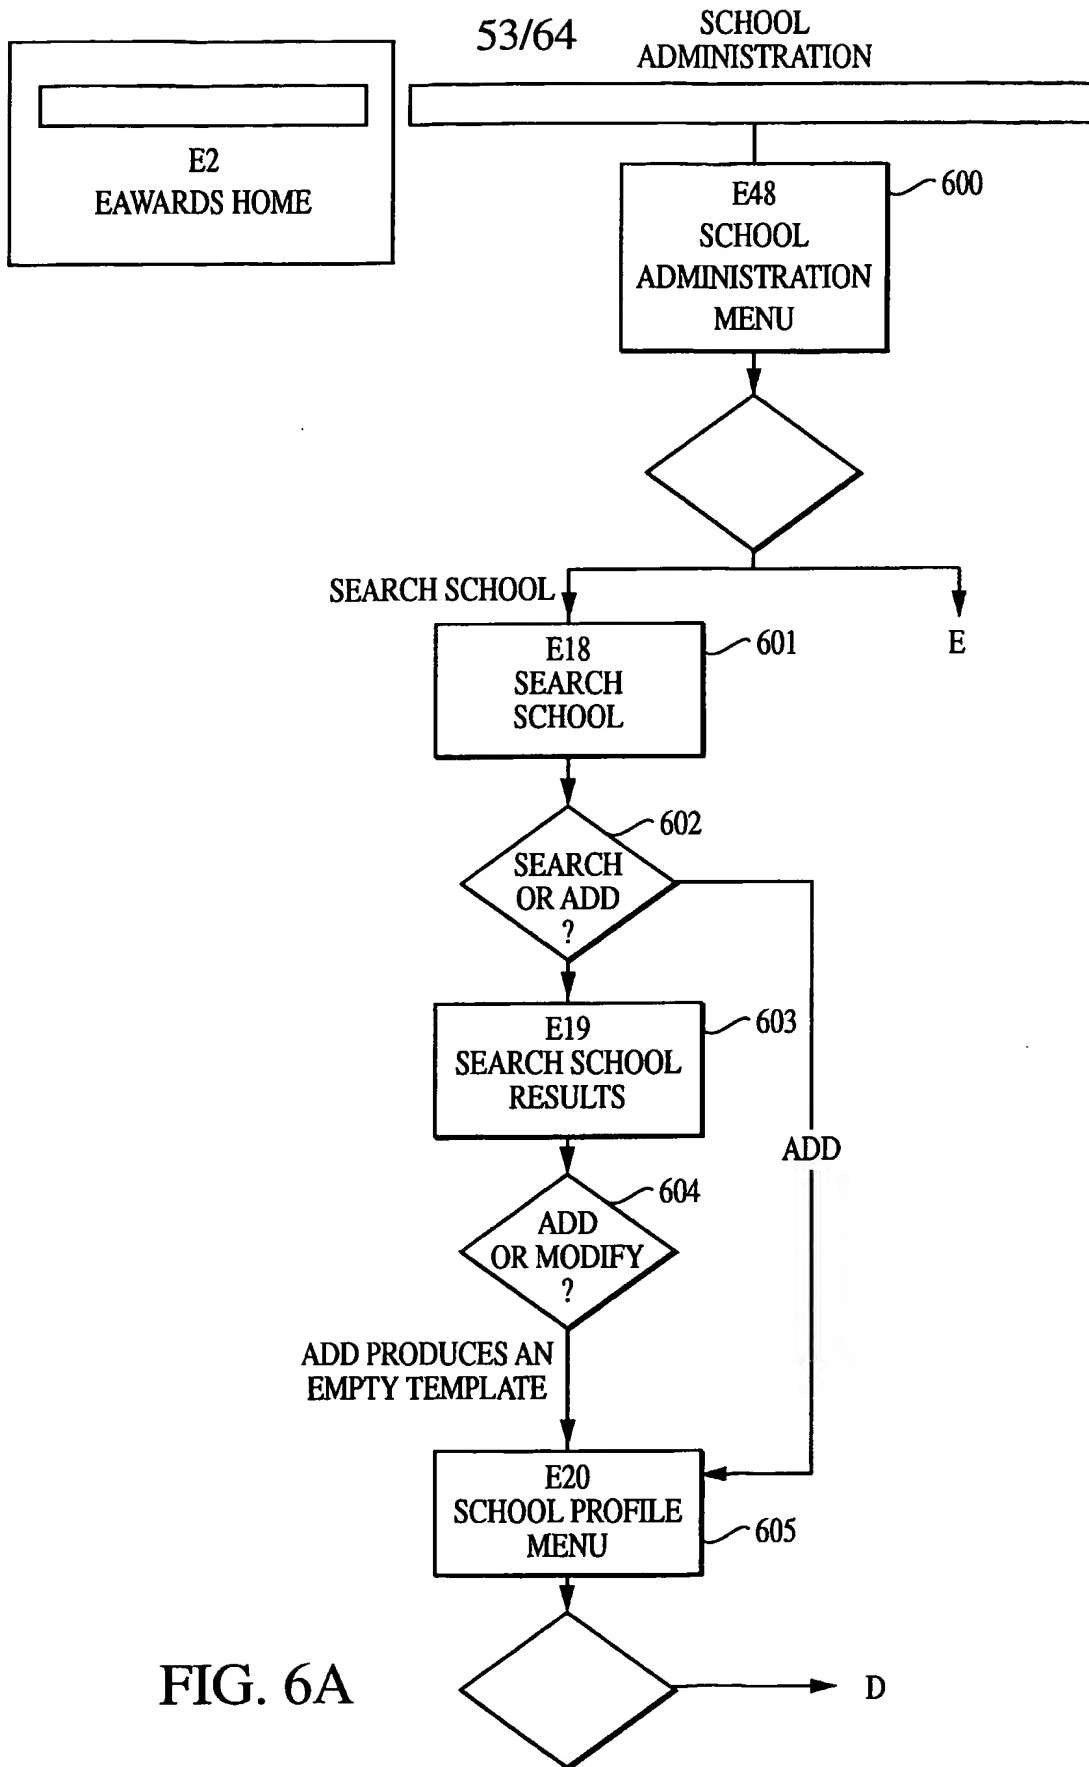 53/64
SCHOOL
ADMINISTRATION
E2
EAWARDS HOME
E48
SCHOOL
ADMINISTRATION
MENU
600
SEARCH SCHOOL
E
E18
SEARCH
SCHOOL
601
602
SEARCH
OR ADD
?
E19
SEARCH SCHOOL
RESULTS
603
ADD
604
ADD
OR MODIFY
?
ADD PRODUCES AN
EMPTY TEMPLATE
E20
SCHOOL PROFILE
MENU
605
FIG. 6A
D